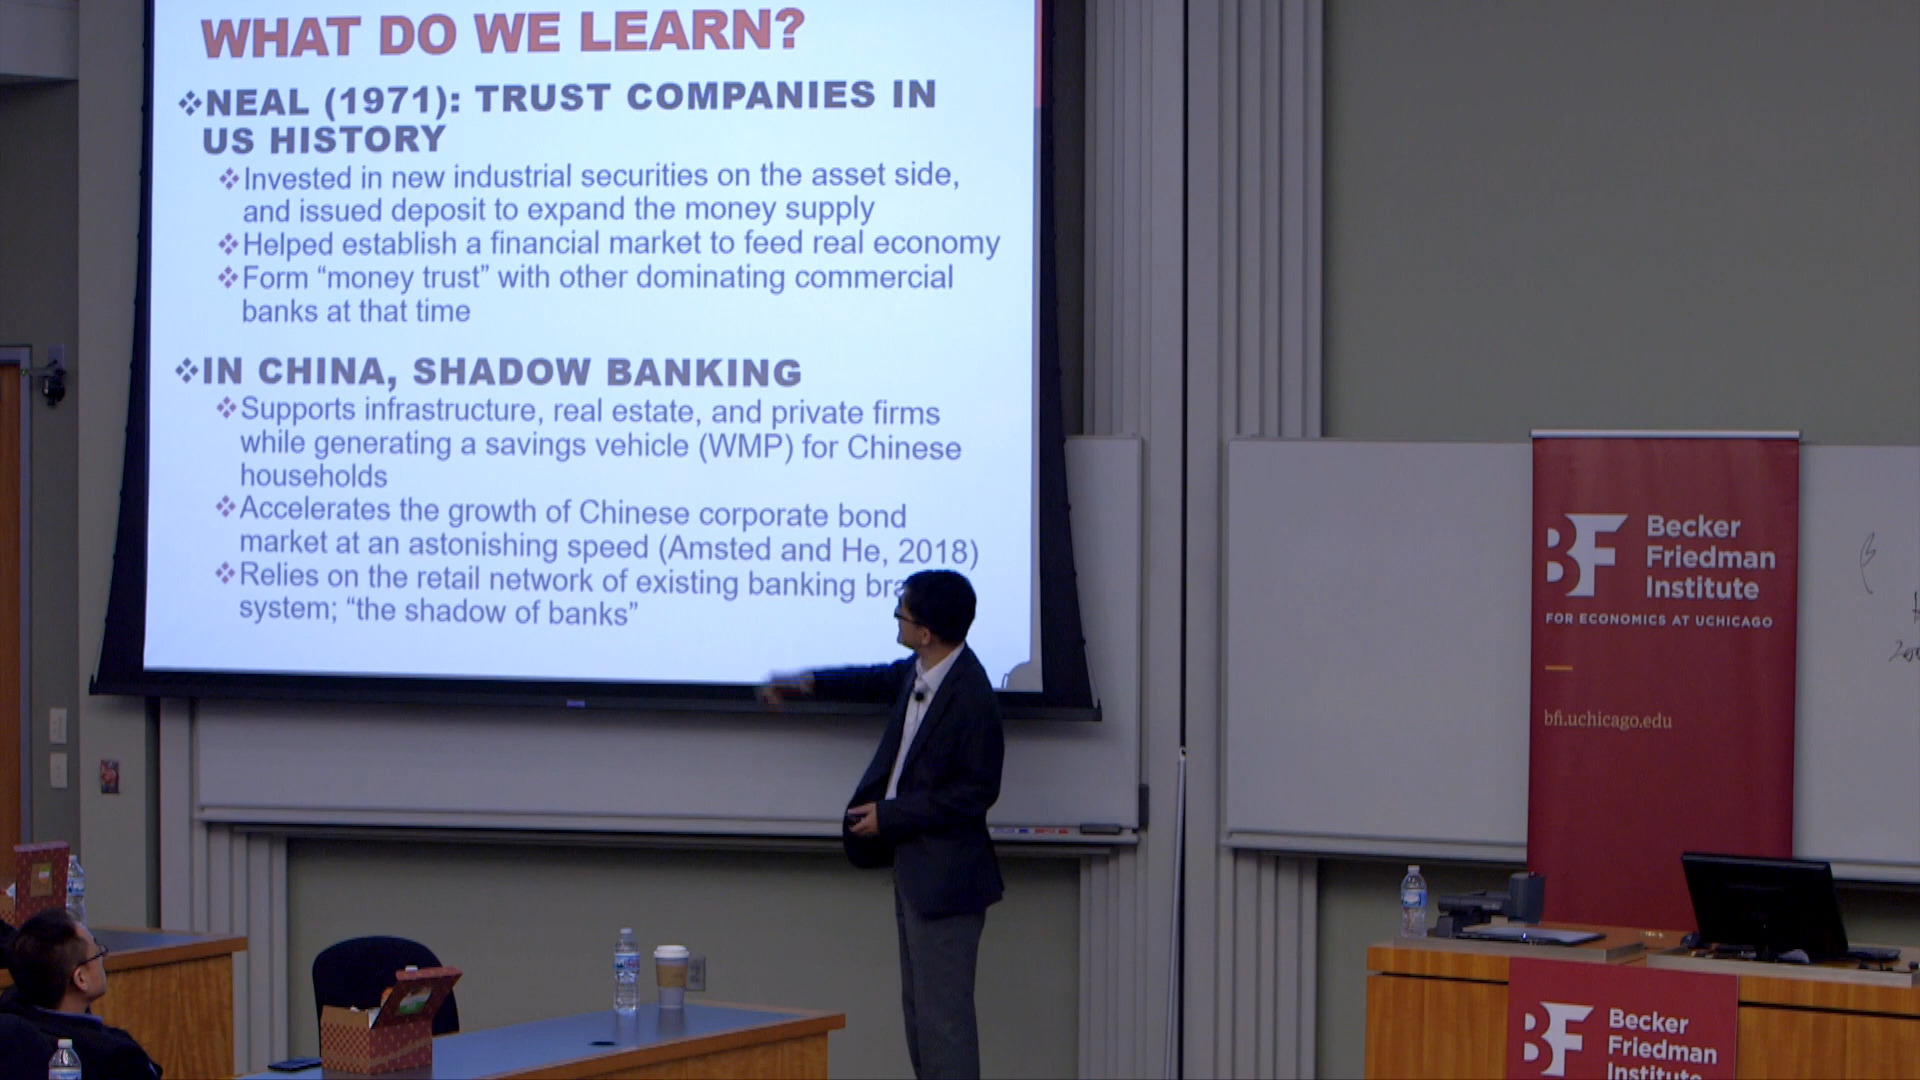 WHAT DO WE LEARN?
❖NEAL (1971): TRUST COMPANIES IN
US HISTORY
❖Invested in new industrial securities on the asset side,
and issued deposit to expand the money supply
❖Helped establish a financial market to feed real economy
❖Form “money trust” with other dominating commercial
banks at that time
❖IN CHINA, SHADOW BANKING
❖Supports infrastructure, real estate, and private firms
while generating a savings vehicle (WMP) for Chinese
households
❖Accelerates the growth of Chinese corporate bond
market at an astonishing speed (Amsted and He, 2018)
❖Relies on the retail network of existing banking
system; “the shadow of banks”
BF
Becker
Friedman
Institute
FOR ECONOMICS AT UCHICAGO
bfi.uchicago.edu
BF
Becker
Friedman
Institute